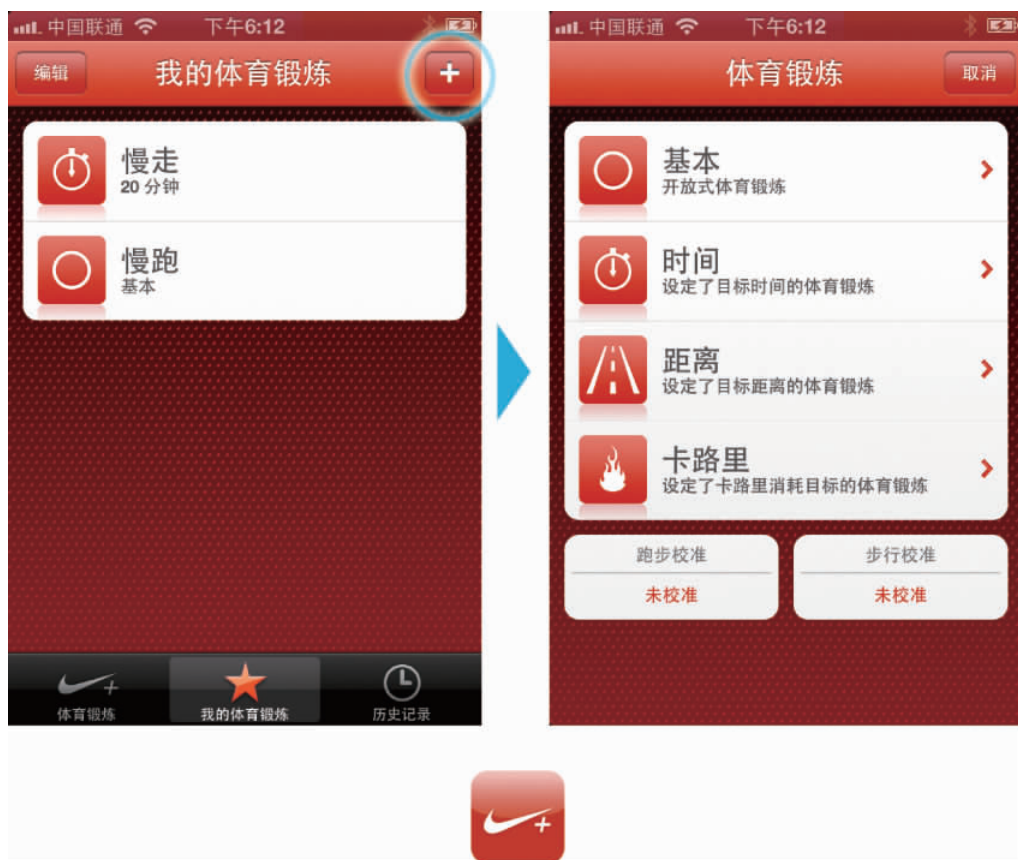 中国联通 下午6:12
编辑 我的体育锻炼 +
慢走
20 分钟
慢跑
基本
体育锻炼 我的体育锻炼 历史记录
中国联通 下午6:12
体育锻炼 取消
基本
开放式体育锻炼
时间
设定了目标时间的体育锻炼
距离
设定了目标距离的体育锻炼
卡路里
设定了卡路里消耗目标的体育锻炼
跑步校准 步行校准
未校准 未校准